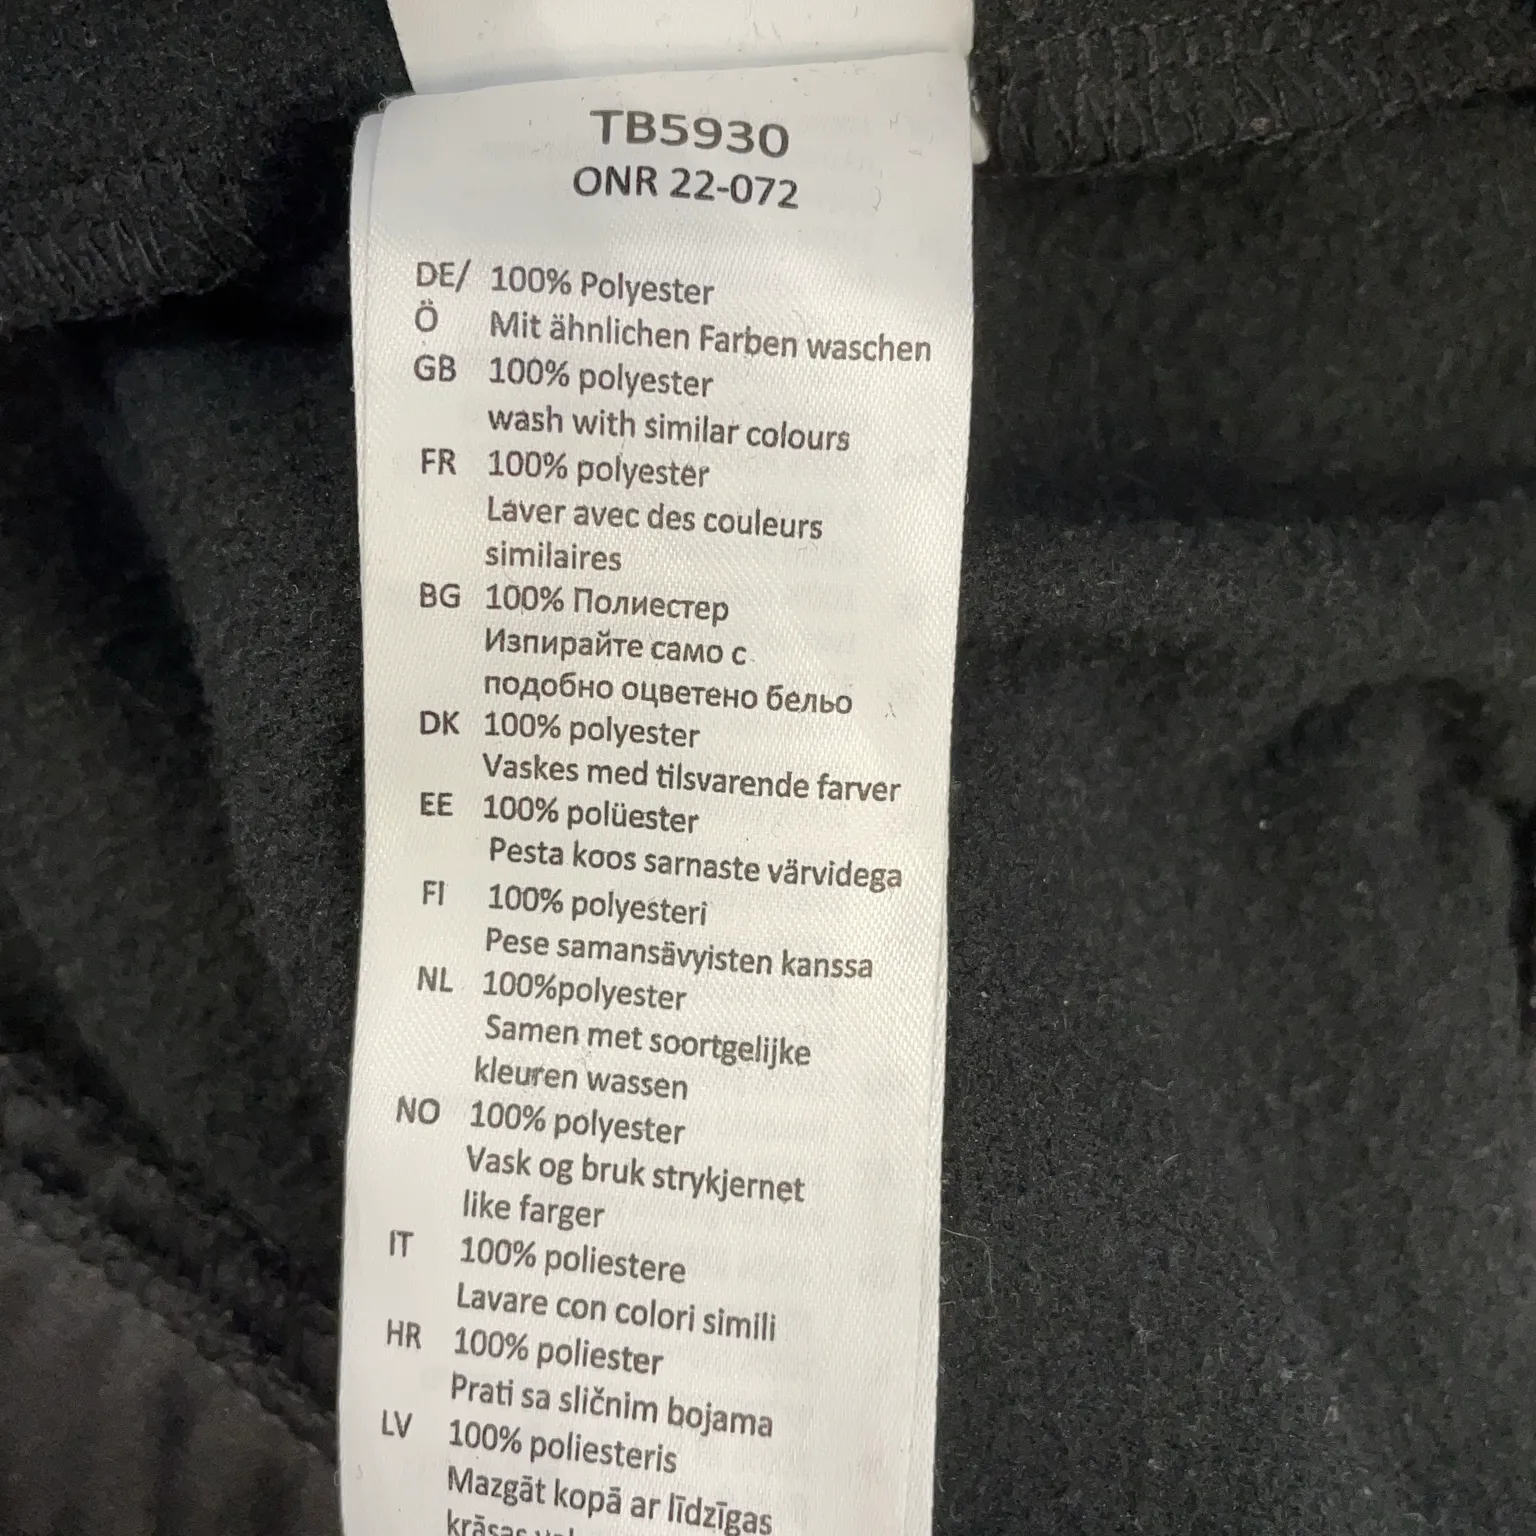 TB5930
ONR 22-072
DE/ 100% Polyester
Ö Mit ähnlichen Farben waschen
GB 100% polyester
wash with similar colours
FR 100% polyester
Laver avec des couleurs
similaires
BG 100% Полиестер
Изпирайте само с
подобно оцветено бельо
DK 100% polyester
Vaskes med tilsvarende farver
EE 100% polüester
Pesta koos sarnaste värvidega
FI 100% polyesteri
Pese samansävyisten kanssa
NL 100%polyester
Samen met soortgelijke
kleuren wassen
NO 100% polyester
Vask og bruk strykjernet
like farger
IT 100% poliestere
Lavare con colori simili
HR 100% poliester
Prati sa sličnim bojama
LV 100% poliesteris
Mazgāt kopā ar līdzīgas
krāsas